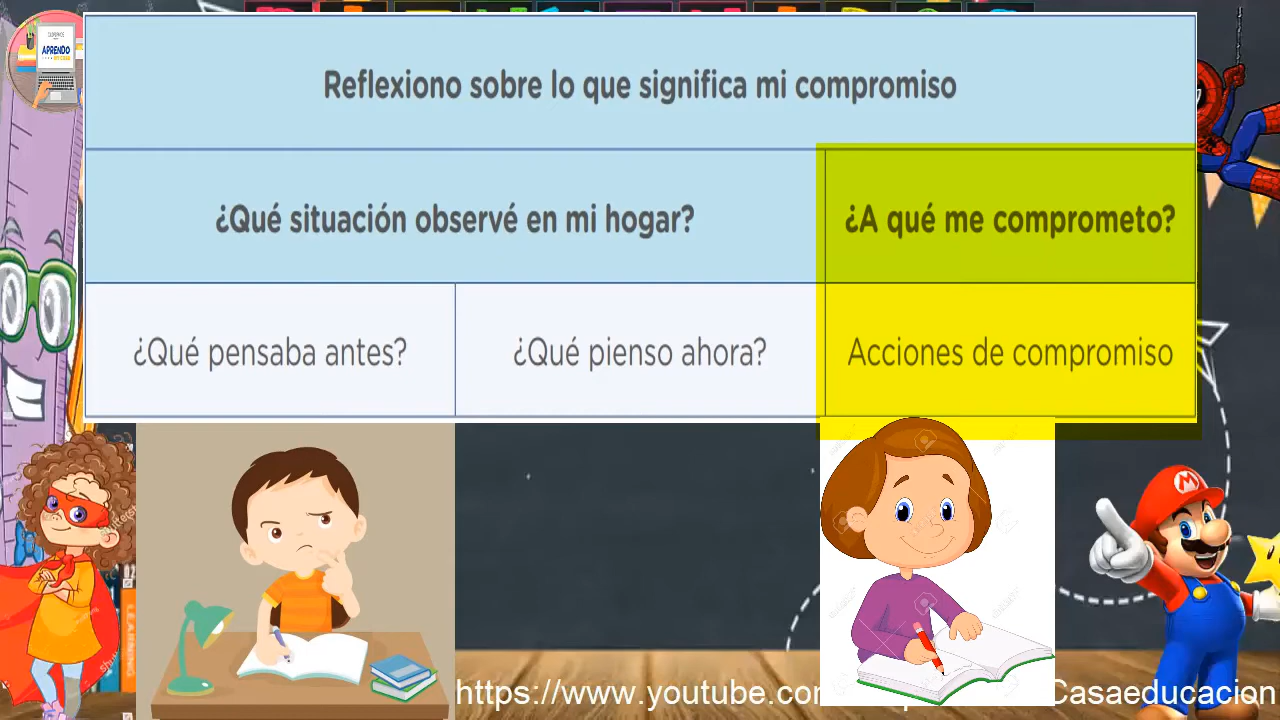 APRENDO
Reflexiono sobre lo que significa mi compromiso
¿Qué situación observé en mi hogar?
¿A qué me comprometo?
¿Qué pensaba antes?
¿Qué pienso ahora?
Acciones de compromiso
https://www.youtube.com
Casaeducacion